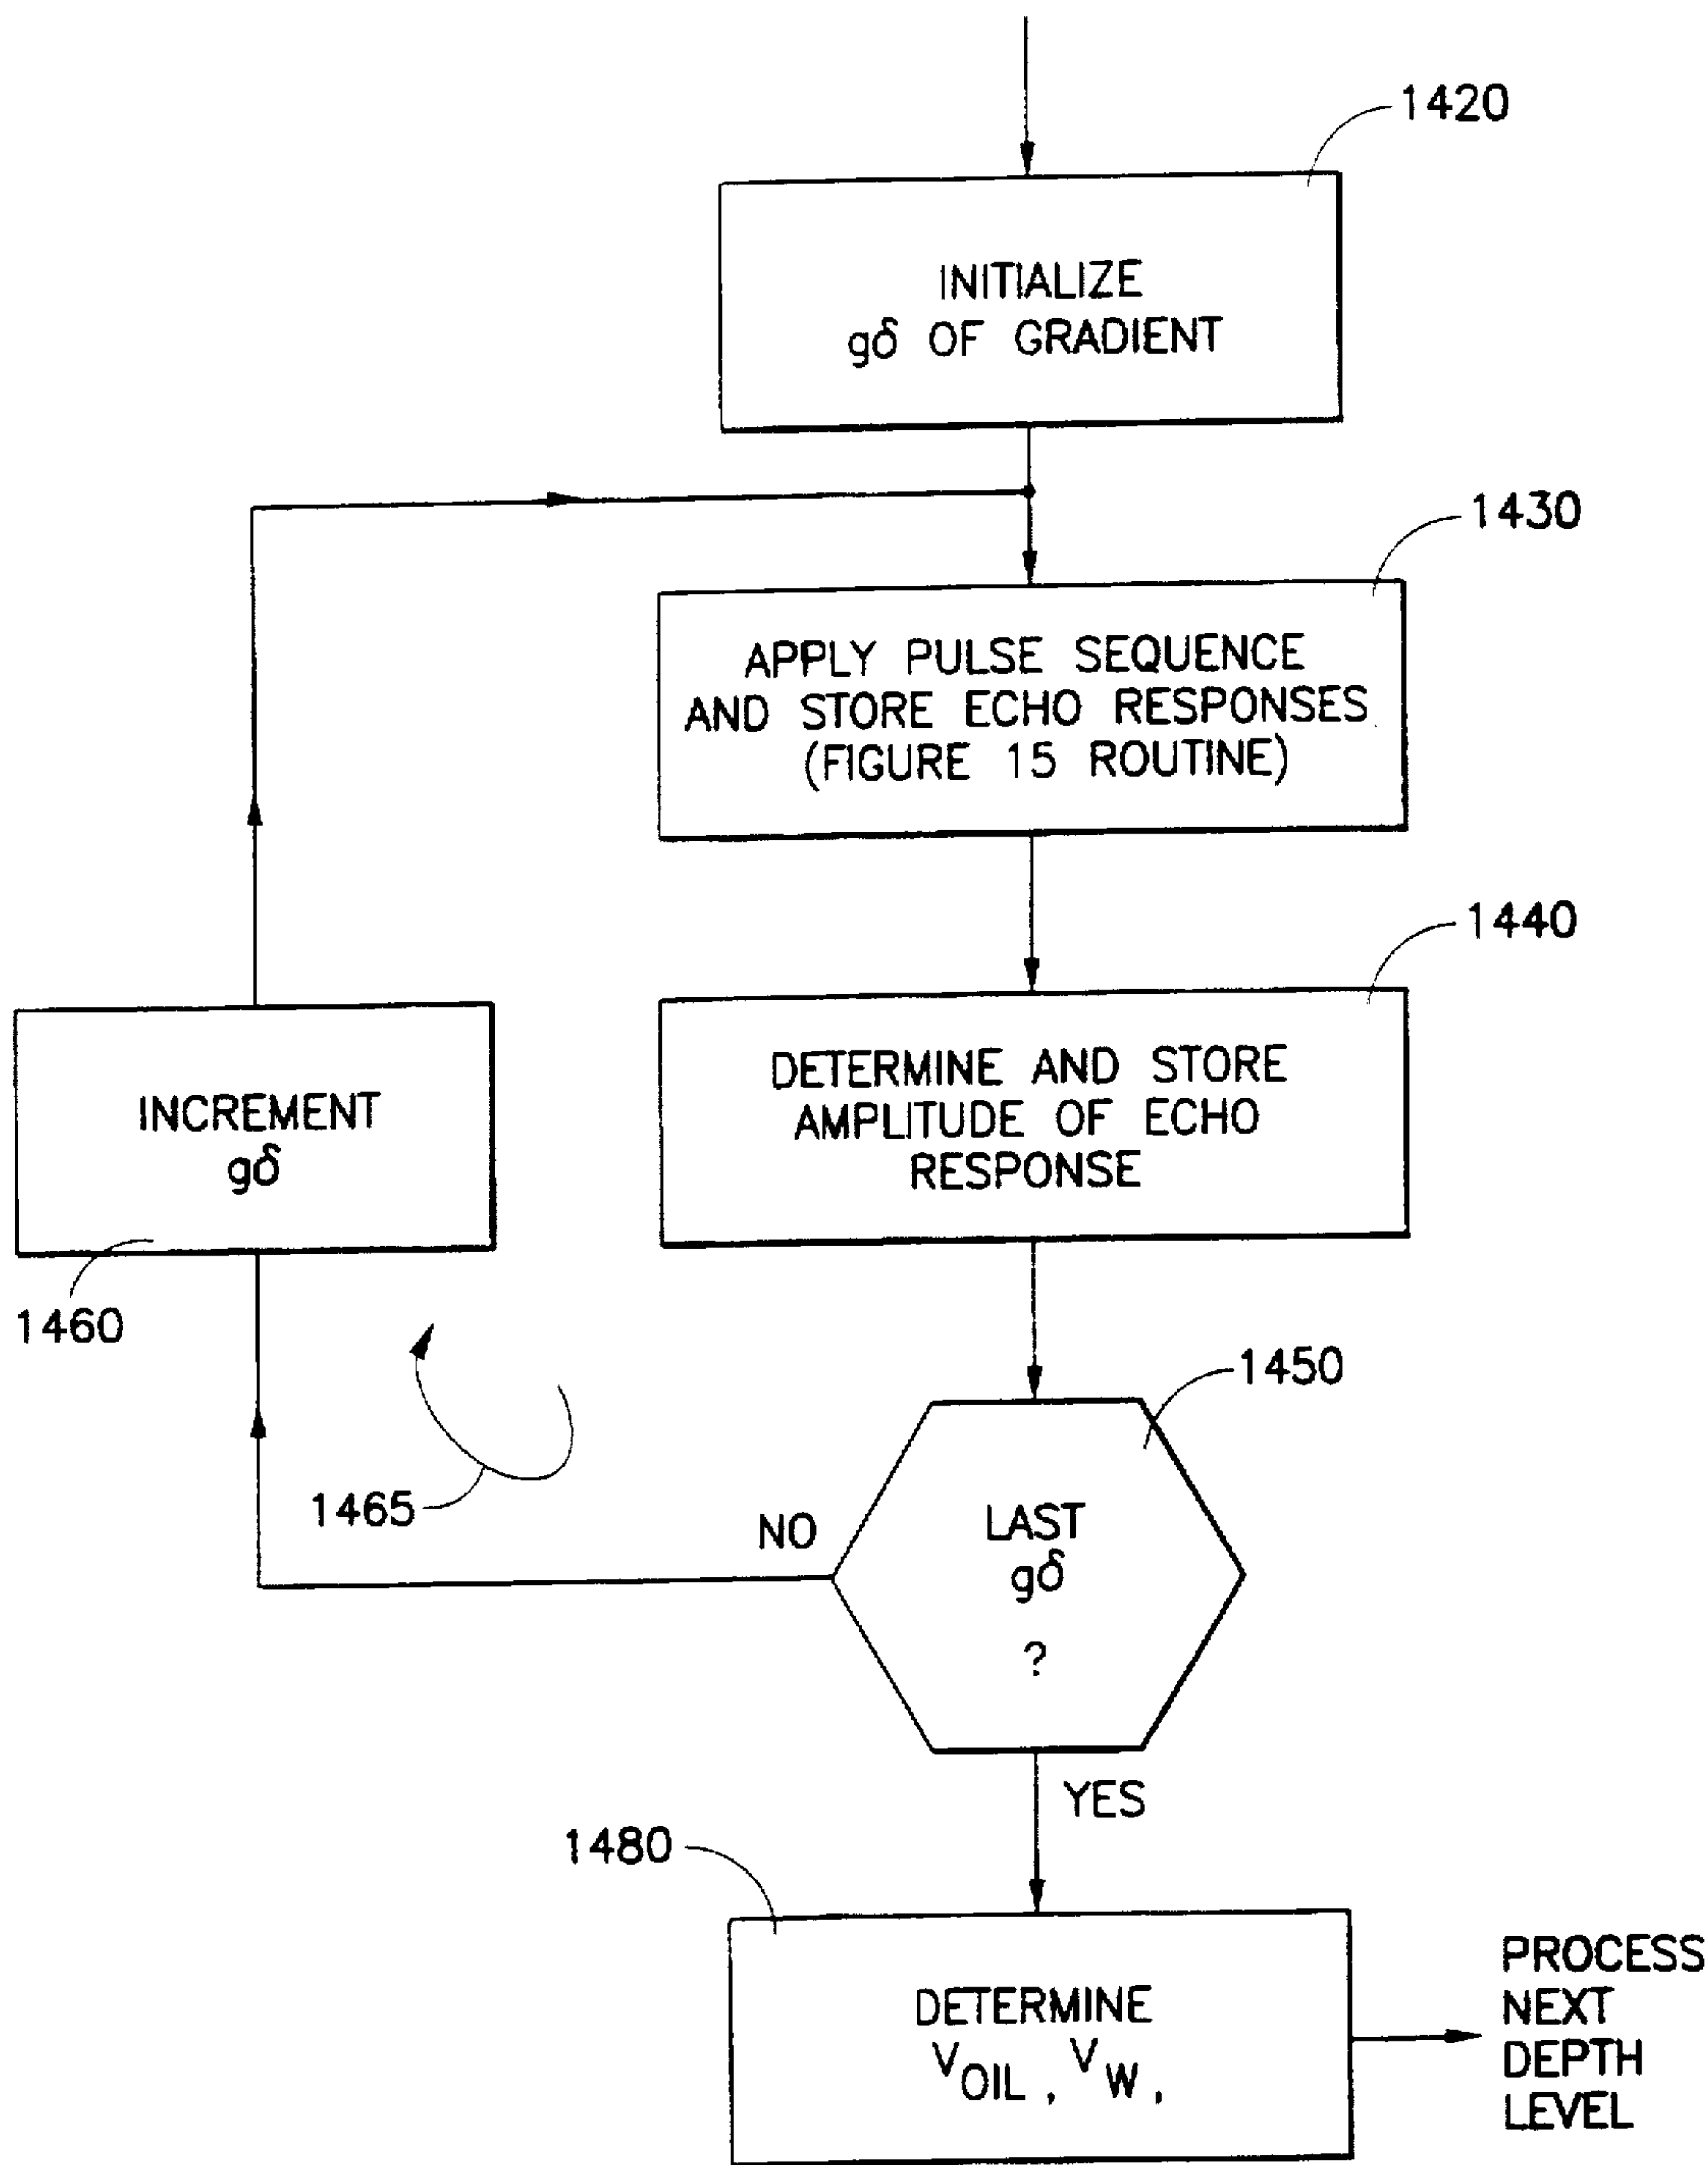 1420
INITIALIZE
gδ OF GRADIENT
1430
APPLY PULSE SEQUENCE
AND STORE ECHO RESPONSES
(FIGURE 15 ROUTINE)
1440
DETERMINE AND STORE
AMPLITUDE OF ECHO
RESPONSE
INCREMENT
gδ
1460
1450
1465
NO
LAST
gδ
?
YES
1480
DETERMINE
V OIL , V W ,
PROCESS
NEXT
DEPTH
LEVEL